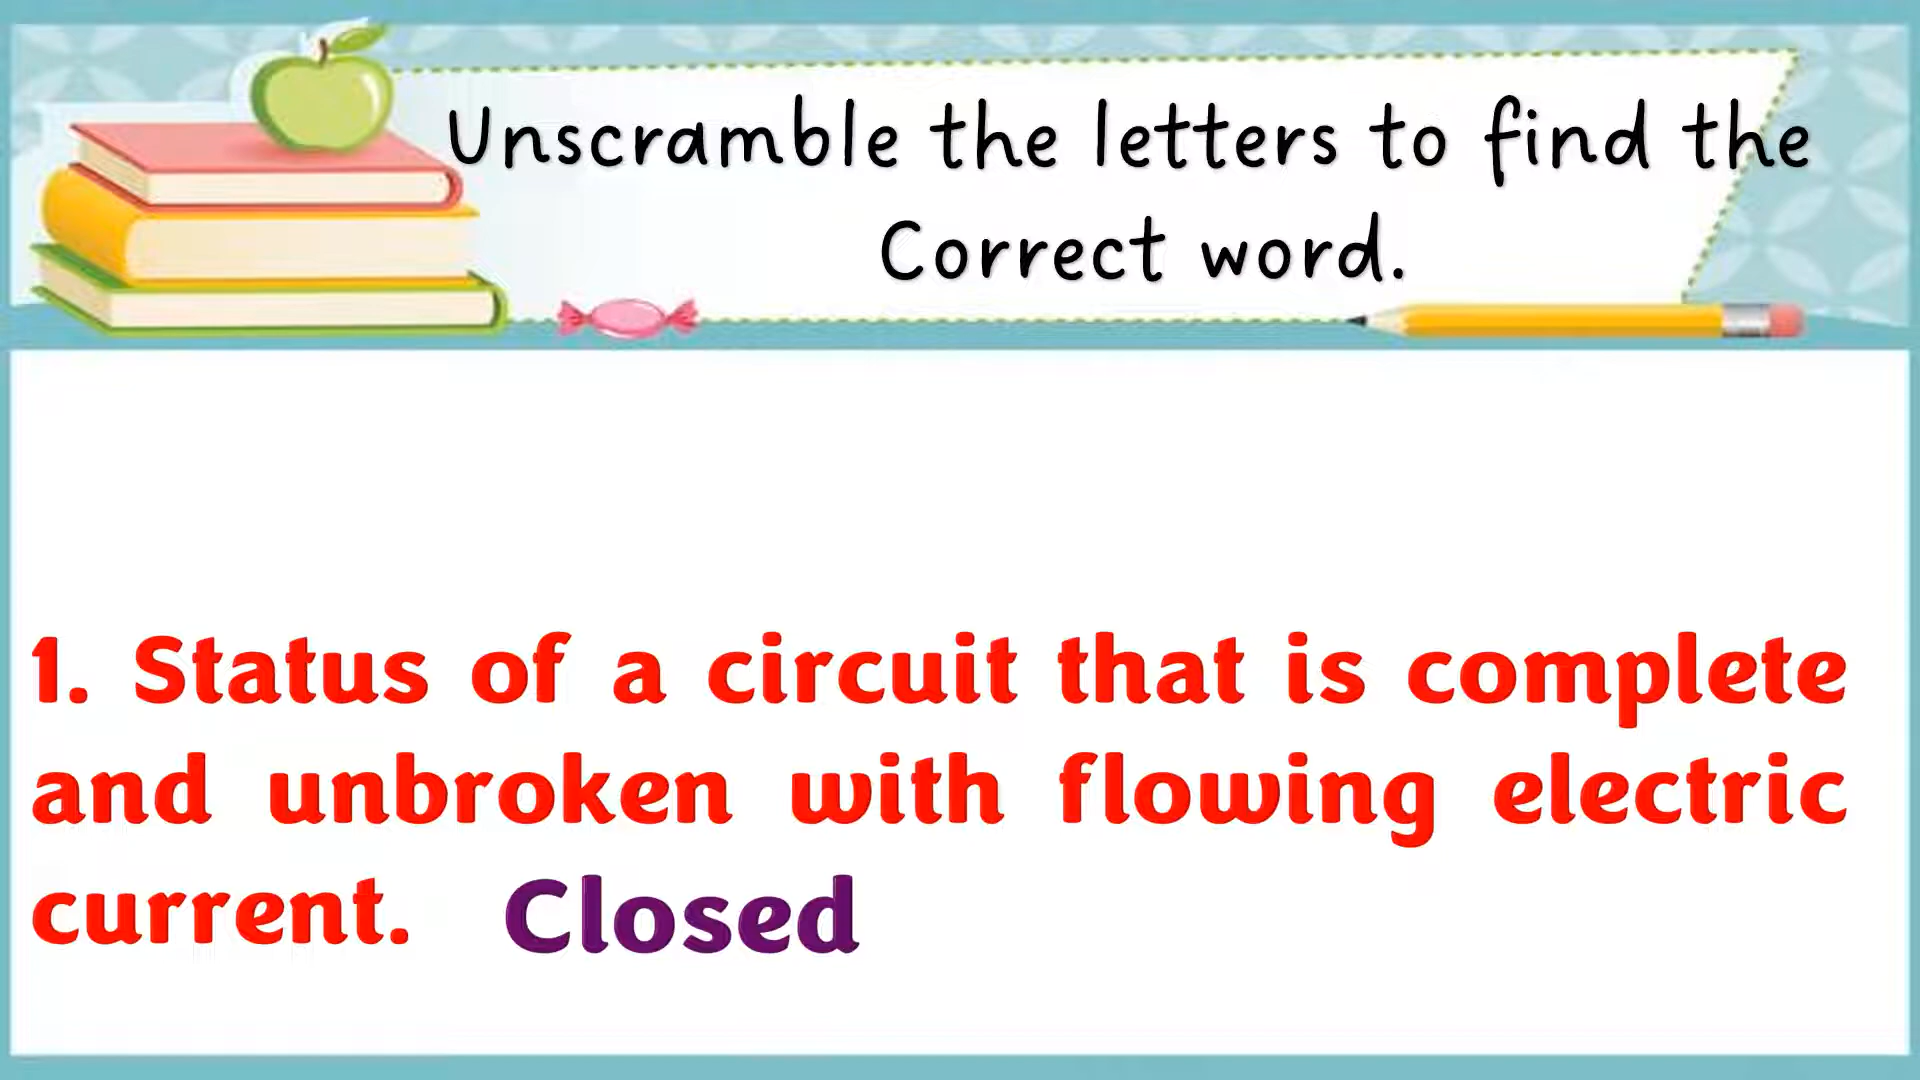 Unscramble the letters to find the
Correct word.
1. Status of a circuit that is complete
and unbroken with flowing electric
current. Closed